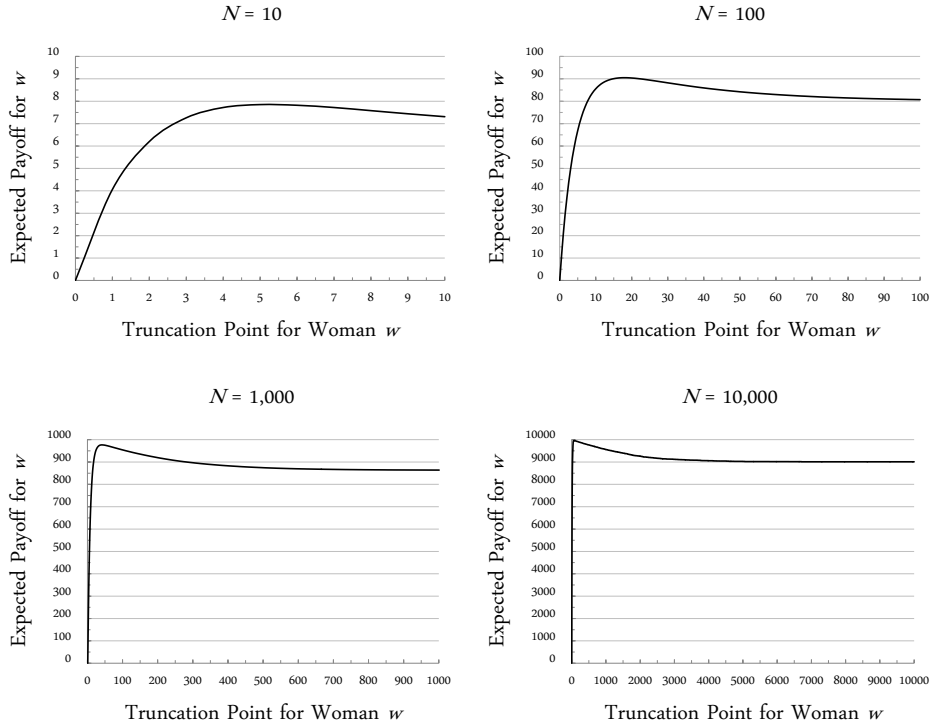 N = 10
Expected Payoff for w
10
9
8
7
6
5
4
3
2
1
0
0 1 2 3 4 5 6 7 8 9 10
Truncation Point for Woman w
N = 100
Expected Payoff for w
100
90
80
70
60
50
40
30
20
10
0
0 10 20 30 40 50 60 70 80 90 100
Truncation Point for Woman w
N = 1,000
Expected Payoff for w
1000
900
800
700
600
500
400
300
200
100
0
0 100 200 300 400 500 600 700 800 900 1000
Truncation Point for Woman w
N = 10,000
Expected Payoff for w
10000
9000
8000
7000
6000
5000
4000
3000
2000
1000
0
0 1000 2000 3000 4000 5000 6000 7000 8000 9000 10000
Truncation Point for Woman w